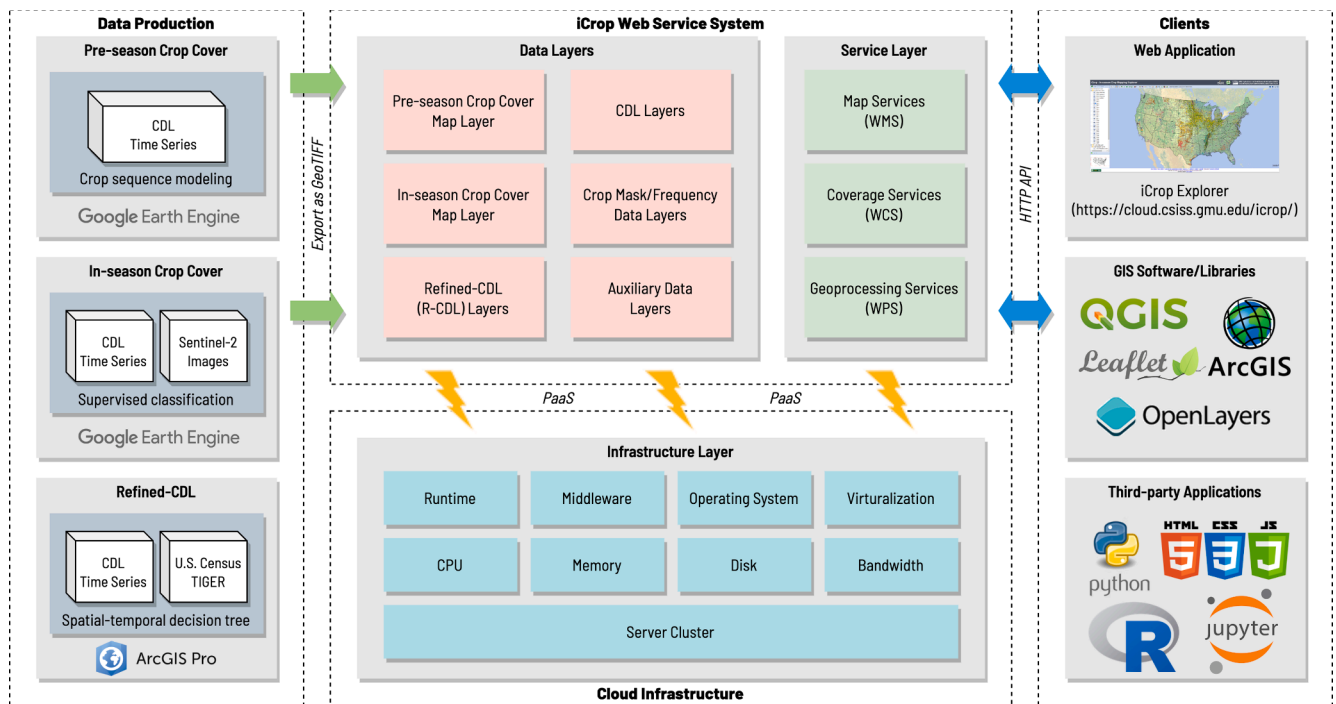 Data Production
Pre-season Crop Cover
CDL
Time Series
Crop sequence modeling
Google Earth Engine
In-season Crop Cover
CDL
Time Series
Sentinel-2
Images
Supervised classification
Google Earth Engine
Refined-CDL
CDL
Time Series
U.S. Census
TIGER
Spatial-temporal decision tree
ArcGIS Pro
Export as GeoTIFF
iCrop Web Service System
Data Layers
Pre-season Crop Cover
Map Layer
CDL Layers
In-season Crop Cover
Map Layer
Crop Mask/Frequency
Data Layers
Refined-CDL
(R-CDL) Layers
Auxiliary Data
Layers
Service Layer
Map Services
(WMS)
Coverage Services
(WCS)
Geoprocessing Services
(WPS)
PaaS
PaaS
Infrastructure Layer
Runtime
Middleware
Operating System
Virturalization
CPU
Memory
Disk
Bandwidth
Server Cluster
Cloud Infrastructure
HTTP API
Clients
Web Application
iCrop Explorer
(https://cloud.csiss.gmu.edu/icrop/)
GIS Software/Libraries
QGIS
Leaflet
ArcGIS
OpenLayers
Third-party Applications
python
HTML
5
CSS
3
JS
R
jupyter